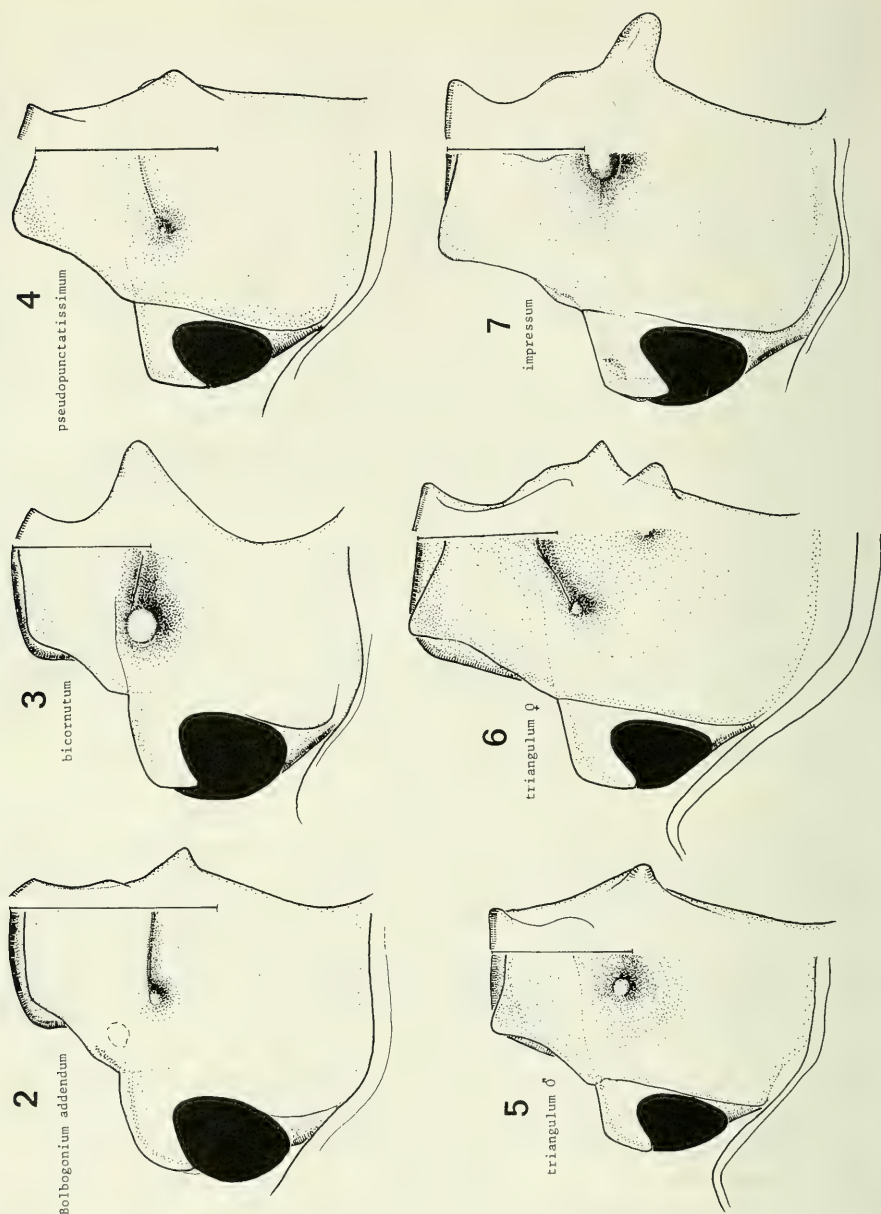 2
Bolbogonium addendum
3
bicornutum
4
pseudopunctatissimum
5
triangulum ♂
6
triangulum ♀
7
impressum